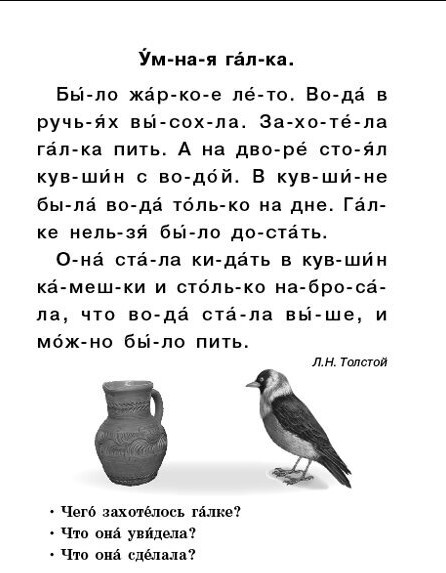 У́м-на-я га́л-ка.
Бы́-ло жа́р-ко-е ле́-то. Во-да́ в
ручь-я́х вы́-сох-ла. За-хо-те́-ла
га́л-ка пить. А на дво-ре́ сто-я́л
кув-ши́н с во-до́й. В кув-ши́-не
бы-ла́ во-да́ то́ль-ко на дне. Га́л-
ке нель-зя́ бы́-ло до-ста́ть.
О-на́ ста́-ла ки-да́ть в кув-ши́н
ка́-меш-ки и сто́ль-ко на-бро-са́-
ла, что во-да́ ста́-ла вы́-ше, и
мо́ж-но бы́-ло пить.
Л.Н. Толстой
• Чего́ захоте́лось га́лке?
• Что она́ уви́дела?
• Что она́ сде́лала?